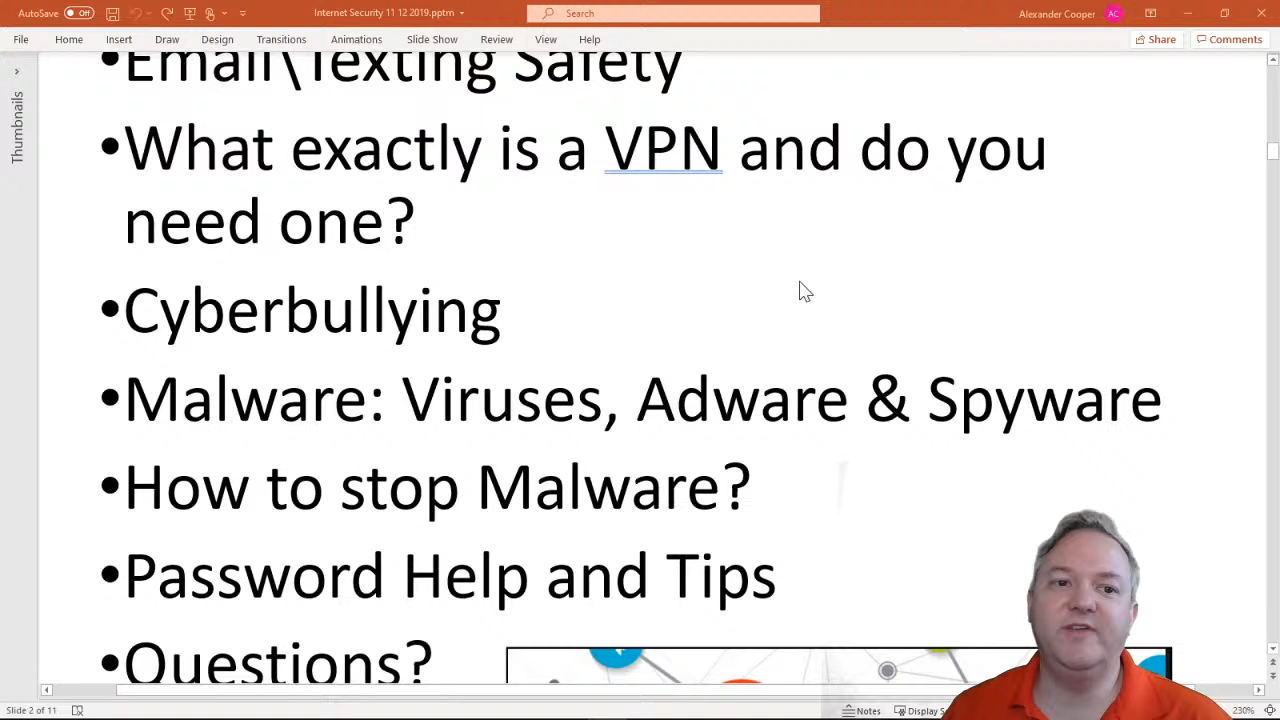 AutoSave Off Internet Security 11 12 2019.pptm Search Alexander Cooper AC
File Home Insert Draw Design Transitions Animations Slide Show Review View Help Share Comments
Thumbnails
•Email\Texting Safety
•What exactly is a VPN and do you
need one?
•Cyberbullying
•Malware: Viruses, Adware & Spyware
•How to stop Malware?
•Password Help and Tips
•Questions?
Slide 2 of 11 Notes Display 230%